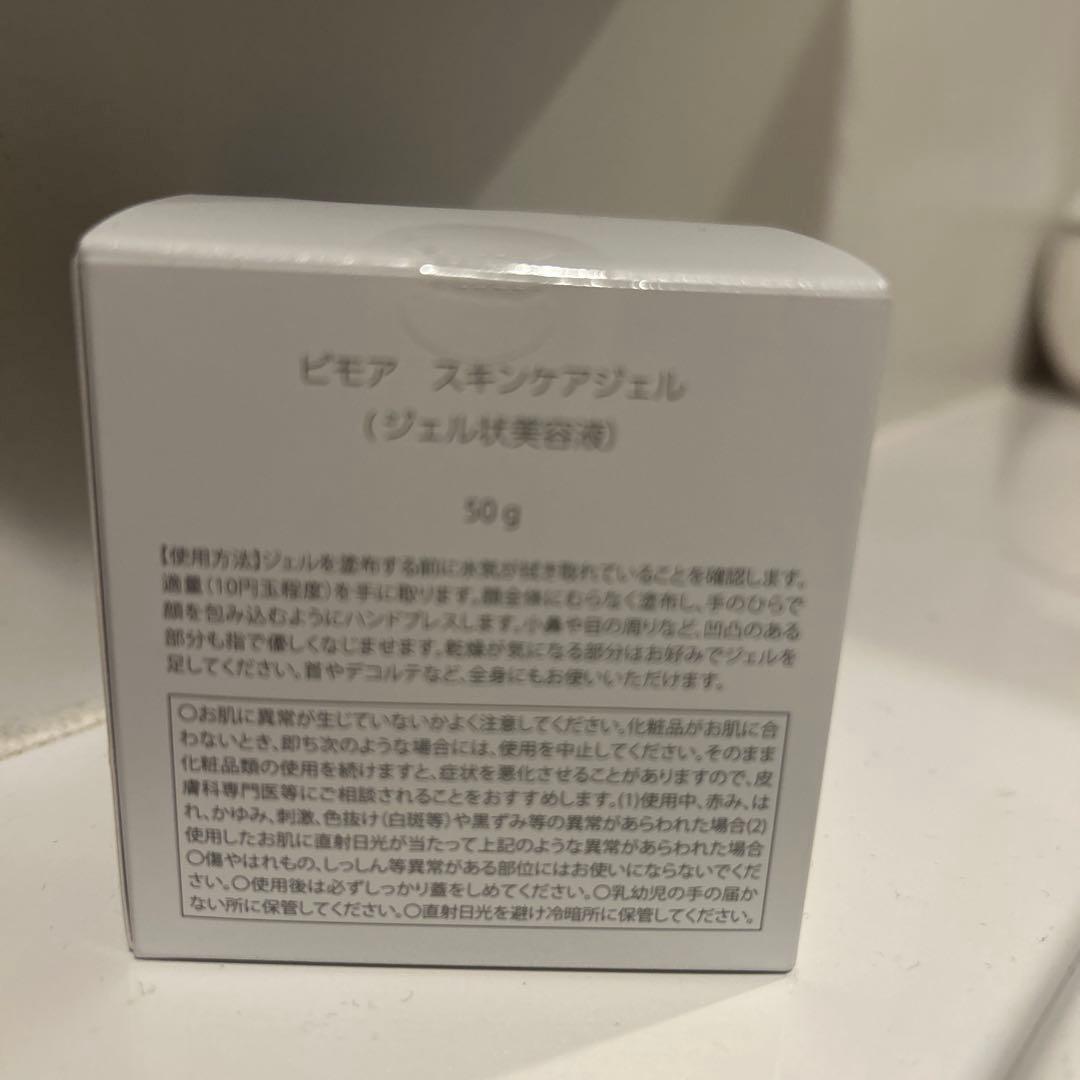 ビモア スキンケアジェル
(ジェル状美容液)
50g
【使用方法】ジェルを塗布する前に水気が拭き取れていることを確認します。
適量(10円玉程度)を手に取ります。顔全体にむらなく塗布し、手のひらで
顔を包み込むようにハンドプレスします。小鼻や目の周りなど、凹凸のある
部分も指で優しくなじませます。乾燥が気になる部分はお好みでジェルを
足してください。首やデコルテなど、全身にもお使いいただけます。
〇お肌に異常が生じていないかよく注意してください。化粧品がお肌に合
わないとき、即ち次のような場合には、使用を中止してください。そのまま
化粧品類の使用を続けますと、症状を悪化させることがありますので、皮
膚科専門医等にご相談されることをおすすめします。(1)使用中、赤み、は
れ、かゆみ、刺激、色抜け(白斑等)や黒ずみ等の異常があらわれた場合(2)
使用したお肌に直射日光が当たって上記のような異常があらわれた場合
〇傷やはれもの、しっしん等異常がある部位にはお使いにならないでくだ
さい。〇使用後は必ずしっかり蓋をしめてください。〇乳幼児の手の届か
ない所に保管してください。〇直射日光を避け冷暗所に保管してください。